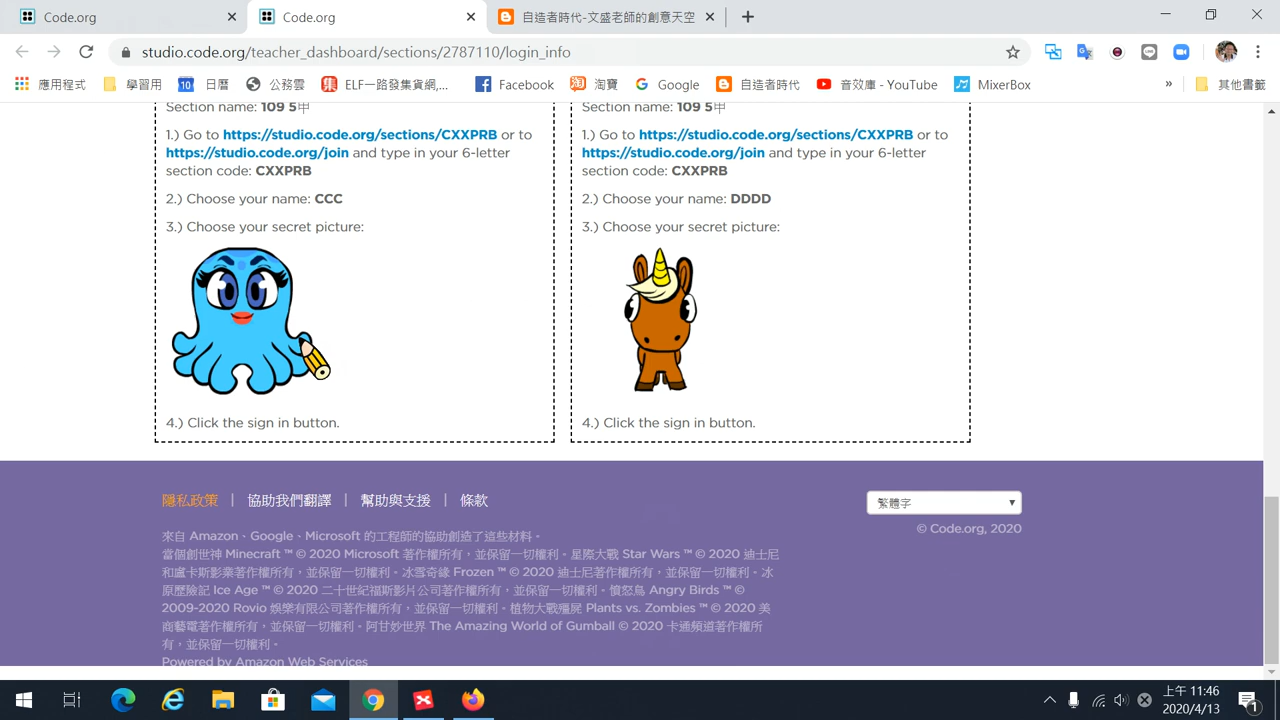 Code.org
Code.org
自造者時代-文盛老師的創意天空
studio.code.org/teacher_dashboard/sections/2787110/login_info
應用程式 學習用 日曆 公務雲 集 ELF一路發集貨網,... Facebook 淘寶 Google 自造者時代 音效庫 - YouTube MixerBox » 其他書籤
Section name: 109 5甲
1.) Go to https://studio.code.org/sections/CXXPRB or to
https://studio.code.org/join and type in your 6-letter
section code: CXXPRB
2.) Choose your name: CCC
3.) Choose your secret picture:
4.) Click the sign in button.
Section name: 109 5甲
1.) Go to https://studio.code.org/sections/CXXPRB or to
https://studio.code.org/join and type in your 6-letter
section code: CXXPRB
2.) Choose your name: DDDD
3.) Choose your secret picture:
4.) Click the sign in button.
隱私政策 | 協助我們翻譯 | 幫助與支援 | 條款
繁體字
© Code.org, 2020
來自 Amazon、Google、Microsoft 的工程師的協助創造了這些材料。
當個創世神 Minecraft ™ © 2020 Microsoft 著作權所有，並保留一切權利。星際大戰 Star Wars ™ © 2020 迪士尼
和盧卡斯影業著作權所有，並保留一切權利。冰雪奇緣 Frozen ™ © 2020 迪士尼著作權所有，並保留一切權利。冰
原歷險記 Ice Age ™ © 2020 二十世紀福斯影片公司著作權所有，並保留一切權利。憤怒鳥 Angry Birds ™ ©
2009-2020 Rovio 娛樂有限公司著作權所有，並保留一切權利。植物大戰殭屍 Plants vs. Zombies ™ © 2020 美
商藝電著作權所有，並保留一切權利。阿甘妙世界 The Amazing World of Gumball © 2020 卡通頻道著作權所
有，並保留一切權利。
Powered by Amazon Web Services
上午 11:46
2020/4/13
1